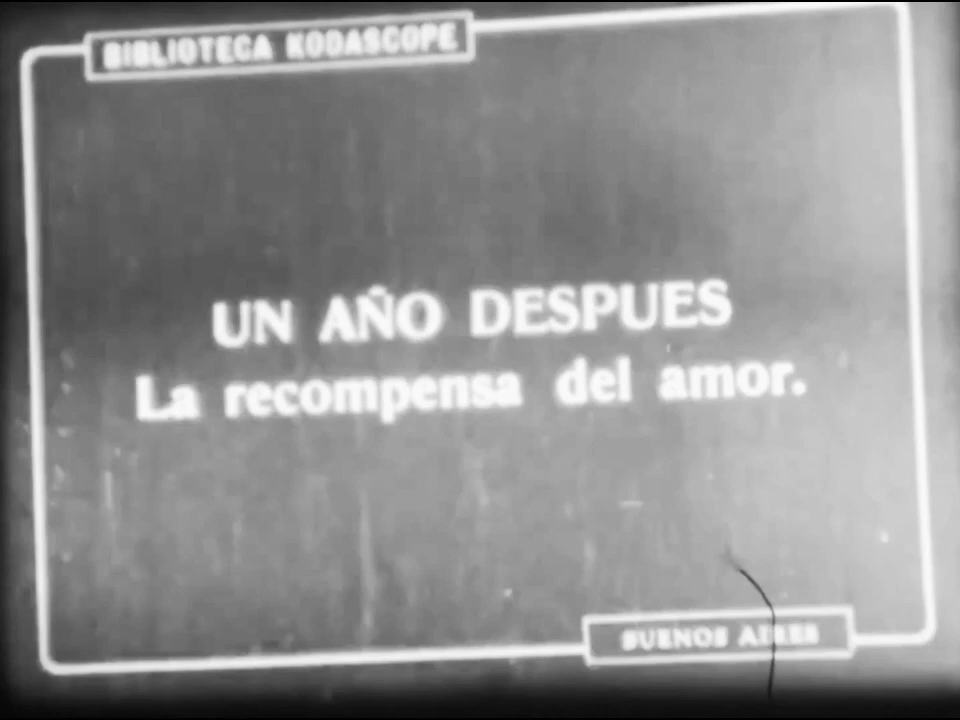 BIBLIOTECA KODASCOPE
UN AÑO DESPUES
La recompensa del amor.
BUENOS AIRES